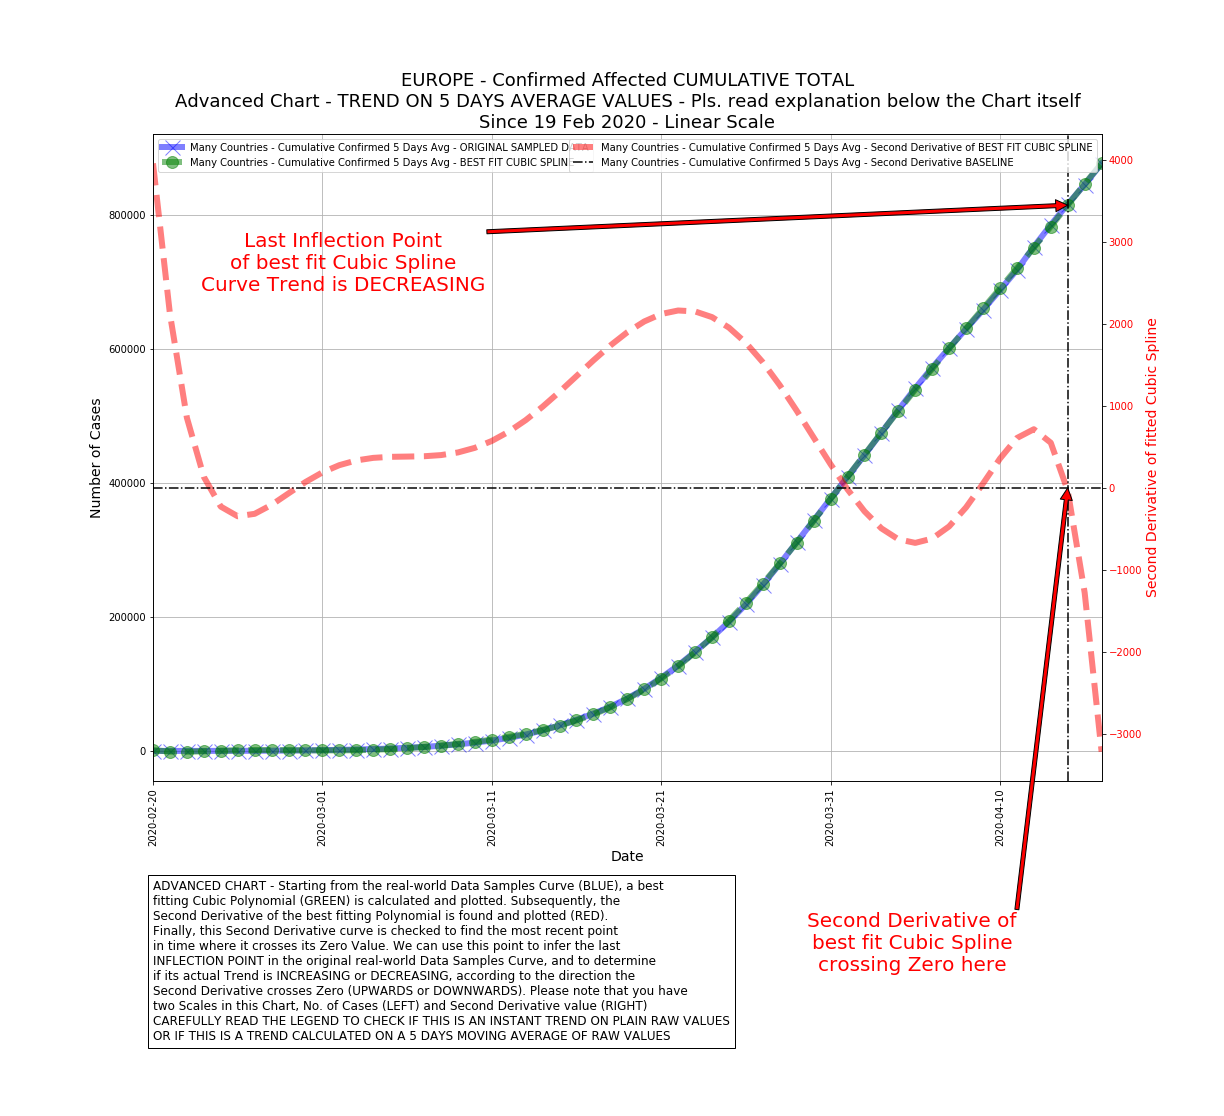 EUROPE - Confirmed Affected CUMULATIVE TOTAL
Advanced Chart - TREND ON 5 DAYS AVERAGE VALUES - Pls. read explanation below the Chart itself
Since 19 Feb 2020 - Linear Scale
Many Countries - Cumulative Confirmed 5 Days Avg - ORIGINAL SAMPLED DATA
Many Countries - Cumulative Confirmed 5 Days Avg - BEST FIT CUBIC SPLIN
Many Countries - Cumulative Confirmed 5 Days Avg - Second Derivative of BEST FIT CUBIC SPLINE
Many Countries - Cumulative Confirmed 5 Days Avg - Second Derivative BASELINE
Last Inflection Point
of best fit Cubic Spline
Curve Trend is DECREASING
Number of Cases
800000
600000
400000
200000
0
4000
3000
2000
1000
0
−1000
−2000
−3000
Second Derivative of fitted Cubic Spline
2020-02-20
2020-03-01
2020-03-11
2020-03-21
2020-03-31
2020-04-10
Date
ADVANCED CHART - Starting from the real-world Data Samples Curve (BLUE), a best
fitting Cubic Polynomial (GREEN) is calculated and plotted. Subsequently, the
Second Derivative of the best fitting Polynomial is found and plotted (RED).
Finally, this Second Derivative curve is checked to find the most recent point
in time where it crosses its Zero Value. We can use this point to infer the last
INFLECTION POINT in the original real-world Data Samples Curve, and to determine
if its actual Trend is INCREASING or DECREASING, according to the direction the
Second Derivative crosses Zero (UPWARDS or DOWNWARDS). Please note that you have
two Scales in this Chart, No. of Cases (LEFT) and Second Derivative value (RIGHT)
CAREFULLY READ THE LEGEND TO CHECK IF THIS IS AN INSTANT TREND ON PLAIN RAW VALUES
OR IF THIS IS A TREND CALCULATED ON A 5 DAYS MOVING AVERAGE OF RAW VALUES
Second Derivative of
best fit Cubic Spline
crossing Zero here